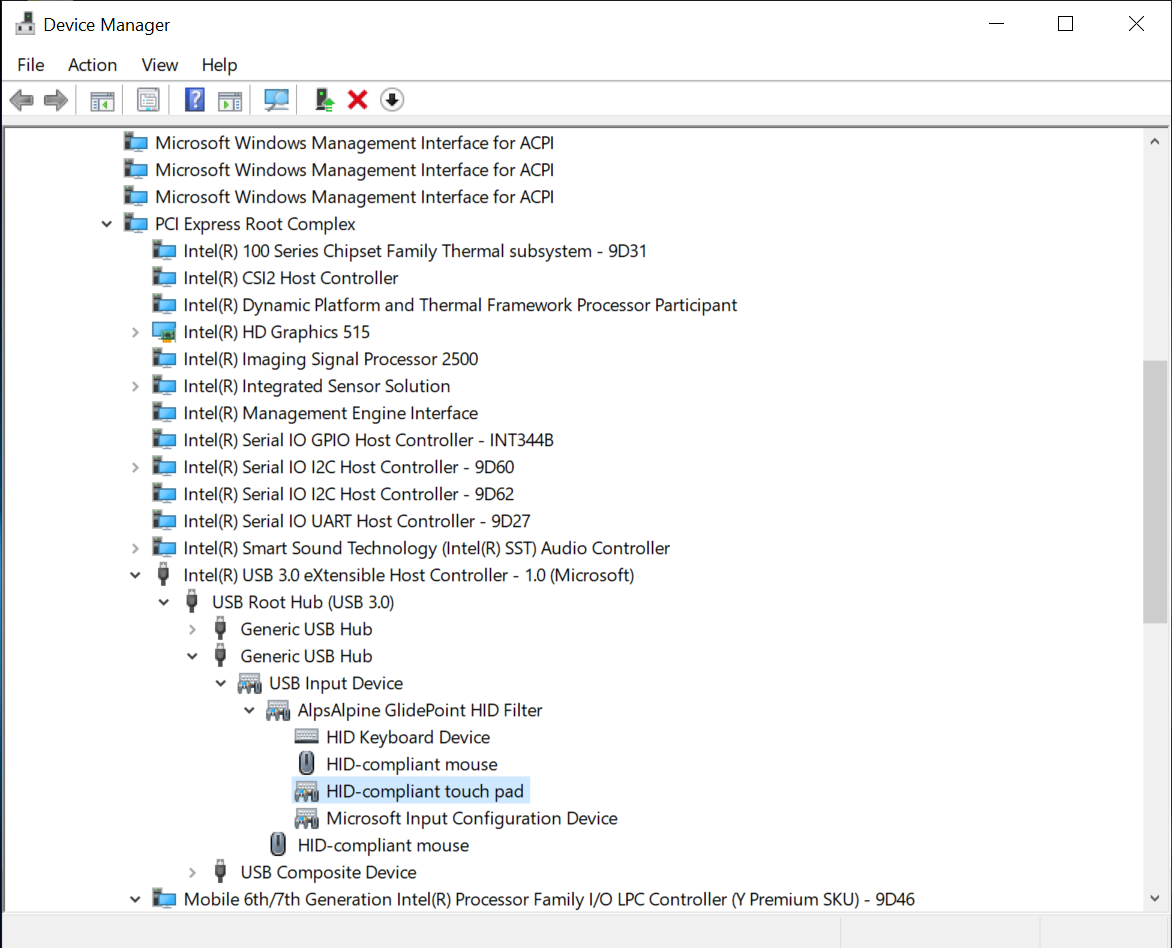 Device Manager
File Action View Help
Microsoft Windows Management Interface for ACPI
Microsoft Windows Management Interface for ACPI
Microsoft Windows Management Interface for ACPI
PCI Express Root Complex
Intel(R) 100 Series Chipset Family Thermal subsystem - 9D31
Intel(R) CSI2 Host Controller
Intel(R) Dynamic Platform and Thermal Framework Processor Participant
Intel(R) HD Graphics 515
Intel(R) Imaging Signal Processor 2500
Intel(R) Integrated Sensor Solution
Intel(R) Management Engine Interface
Intel(R) Serial IO GPIO Host Controller - INT344B
Intel(R) Serial IO I2C Host Controller - 9D60
Intel(R) Serial IO I2C Host Controller - 9D62
Intel(R) Serial IO UART Host Controller - 9D27
Intel(R) Smart Sound Technology (Intel(R) SST) Audio Controller
Intel(R) USB 3.0 eXtensible Host Controller - 1.0 (Microsoft)
USB Root Hub (USB 3.0)
Generic USB Hub
Generic USB Hub
USB Input Device
AlpsAlpine GlidePoint HID Filter
HID Keyboard Device
HID-compliant mouse
HID-compliant touch pad
Microsoft Input Configuration Device
HID-compliant mouse
USB Composite Device
Mobile 6th/7th Generation Intel(R) Processor Family I/O LPC Controller (Y Premium SKU) - 9D46